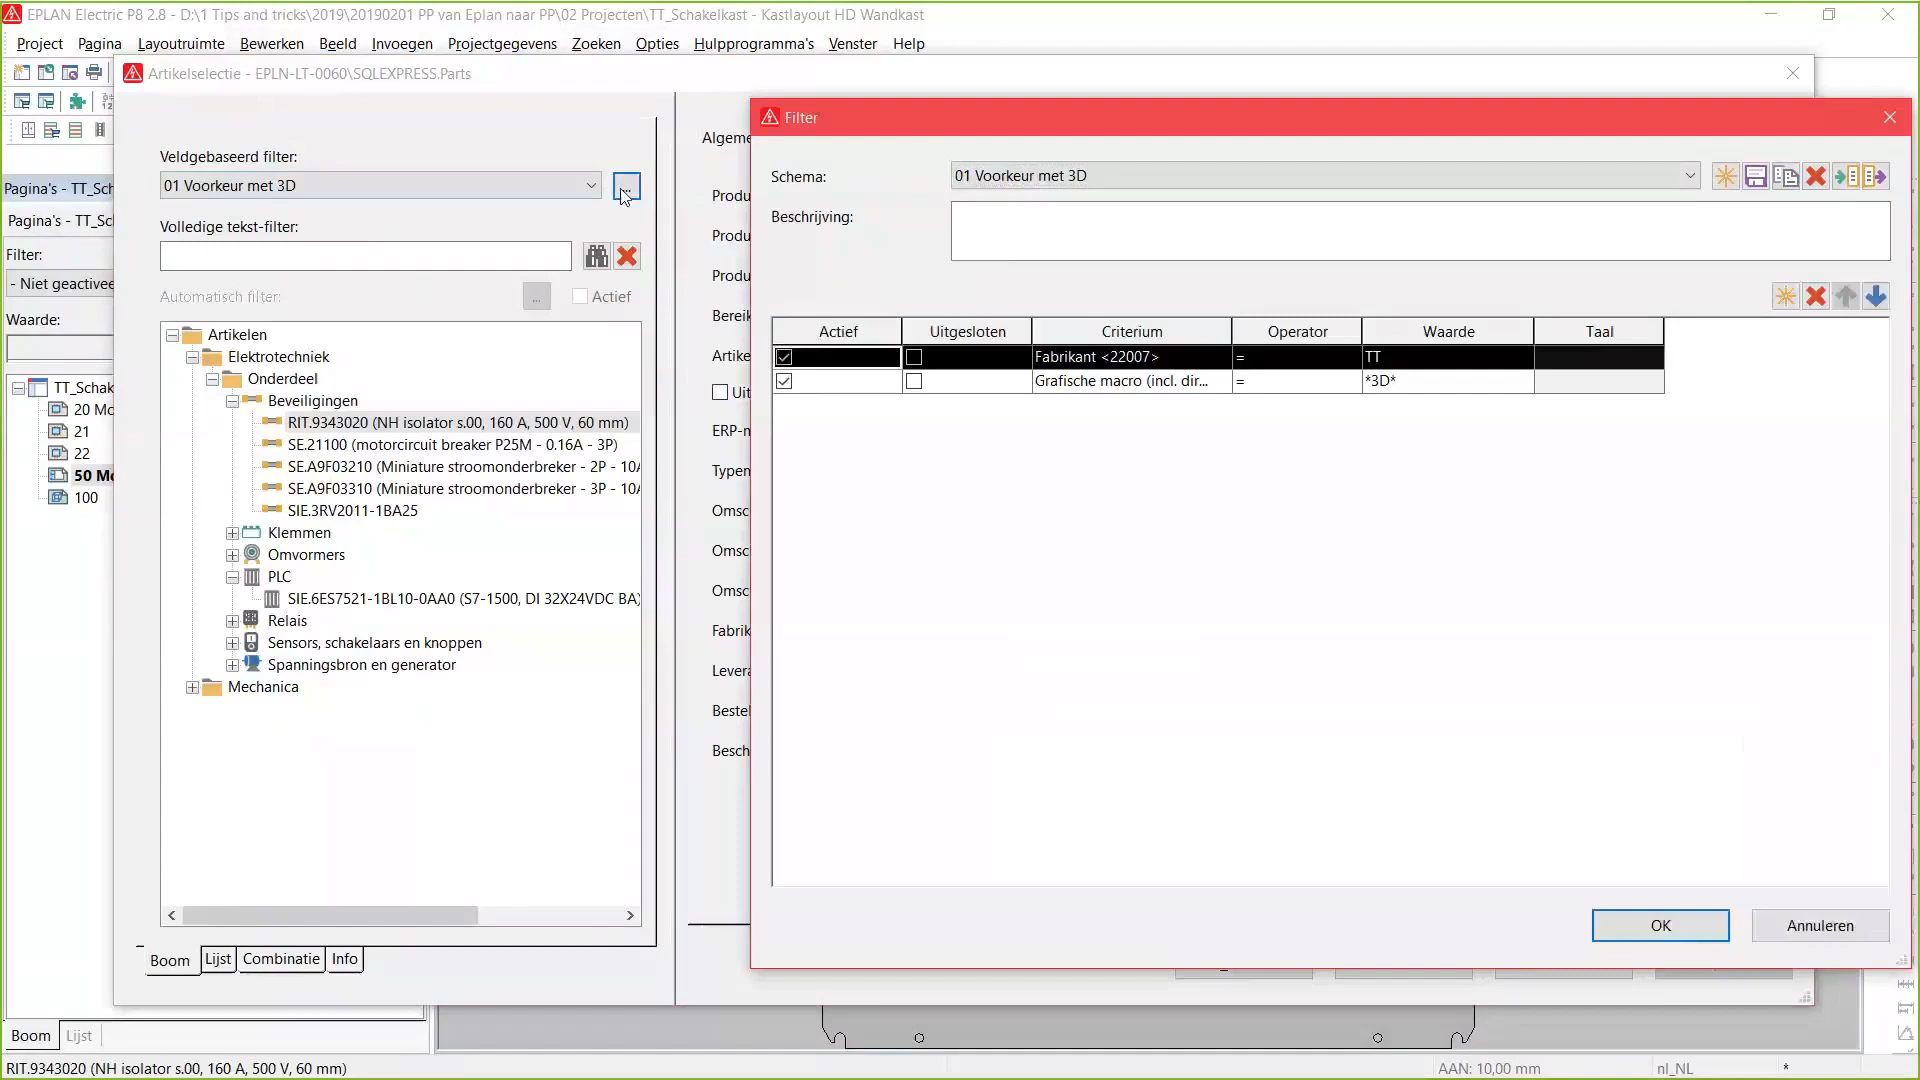 EPLAN Electric P8 2.8 - D:\1 Tips and tricks\2019\20190201 PP van Eplan naar PP\02 Projecten\TT_Schakelkast - Kastlayout HD Wandkast
Project Pagina Layoutruimte Bewerken Beeld Invoegen Projectgegevens Zoeken Opties Hulpprogramma's Venster Help
Artikelselectie - EPLN-LT-0060\SQLEXPRESS.Parts
Pagina's - TT_Sch
Pagina's - TT_Sc
Filter:
- Niet geactivee
Waarde:
TT_Schak
20 Mo
21
22
50 Mo
100
Boom Lijst
Veldgebaseerd filter:
01 Voorkeur met 3D
...
Volledige tekst-filter:
Automatisch filter:
...
Actief
Artikelen
Elektrotechniek
Onderdeel
Beveiligingen
RIT.9343020 (NH isolator s.00, 160 A, 500 V, 60 mm)
SE.21100 (motorcircuit breaker P25M - 0.16A - 3P)
SE.A9F03210 (Miniature stroomonderbreker - 2P - 10A
SE.A9F03310 (Miniature stroomonderbreker - 3P - 10A
SIE.3RV2011-1BA25
Klemmen
Omvormers
PLC
SIE.6ES7521-1BL10-0AA0 (S7-1500, DI 32X24VDC BA)
Relais
Sensors, schakelaars en knoppen
Spanningsbron en generator
Mechanica
Boom Lijst Combinatie Info
Algeme
Produ
Produ
Produ
Bereik
Artike
Uit
ERP-n
Typen
Omsc
Omsc
Omsc
Fabrik
Levera
Bestel
Besch
Filter
Schema:
01 Voorkeur met 3D
Beschrijving:
Actief Uitgesloten Criterium Operator Waarde Taal
Fabrikant <22007> = TT
Grafische macro (incl. dir... = *3D*
OK Annuleren
RIT.9343020 (NH isolator s.00, 160 A, 500 V, 60 mm)
AAN: 10,00 mm
nl_NL
*